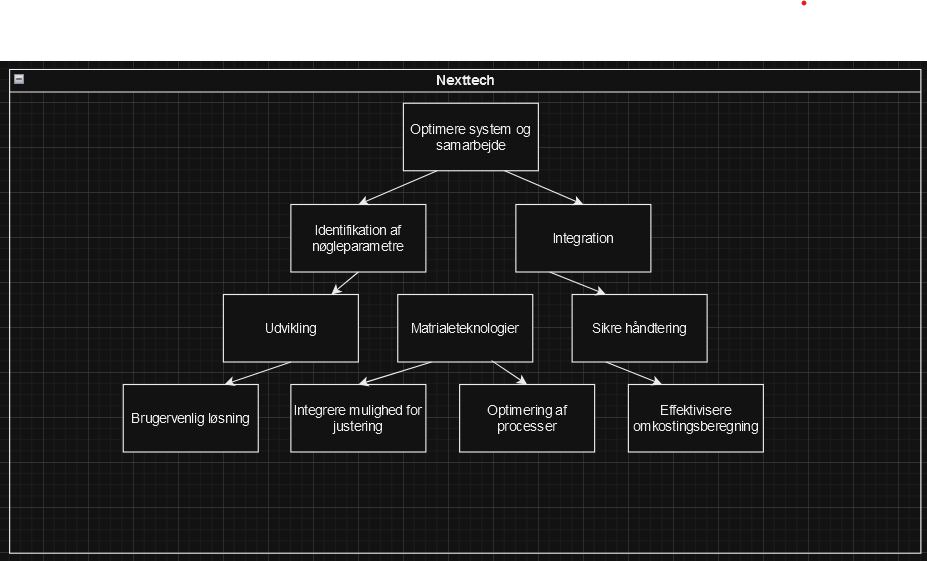 Nexttech
Optimere system og
samarbejde
Identifikation af
nøgleparametre
Integration
Udvikling
Matrialeteknologier
Sikre håndtering
Brugervenlig løsning
Integrere mulighed for
justering
Optimering af
processer
Effektivisere
omkostingsberegning